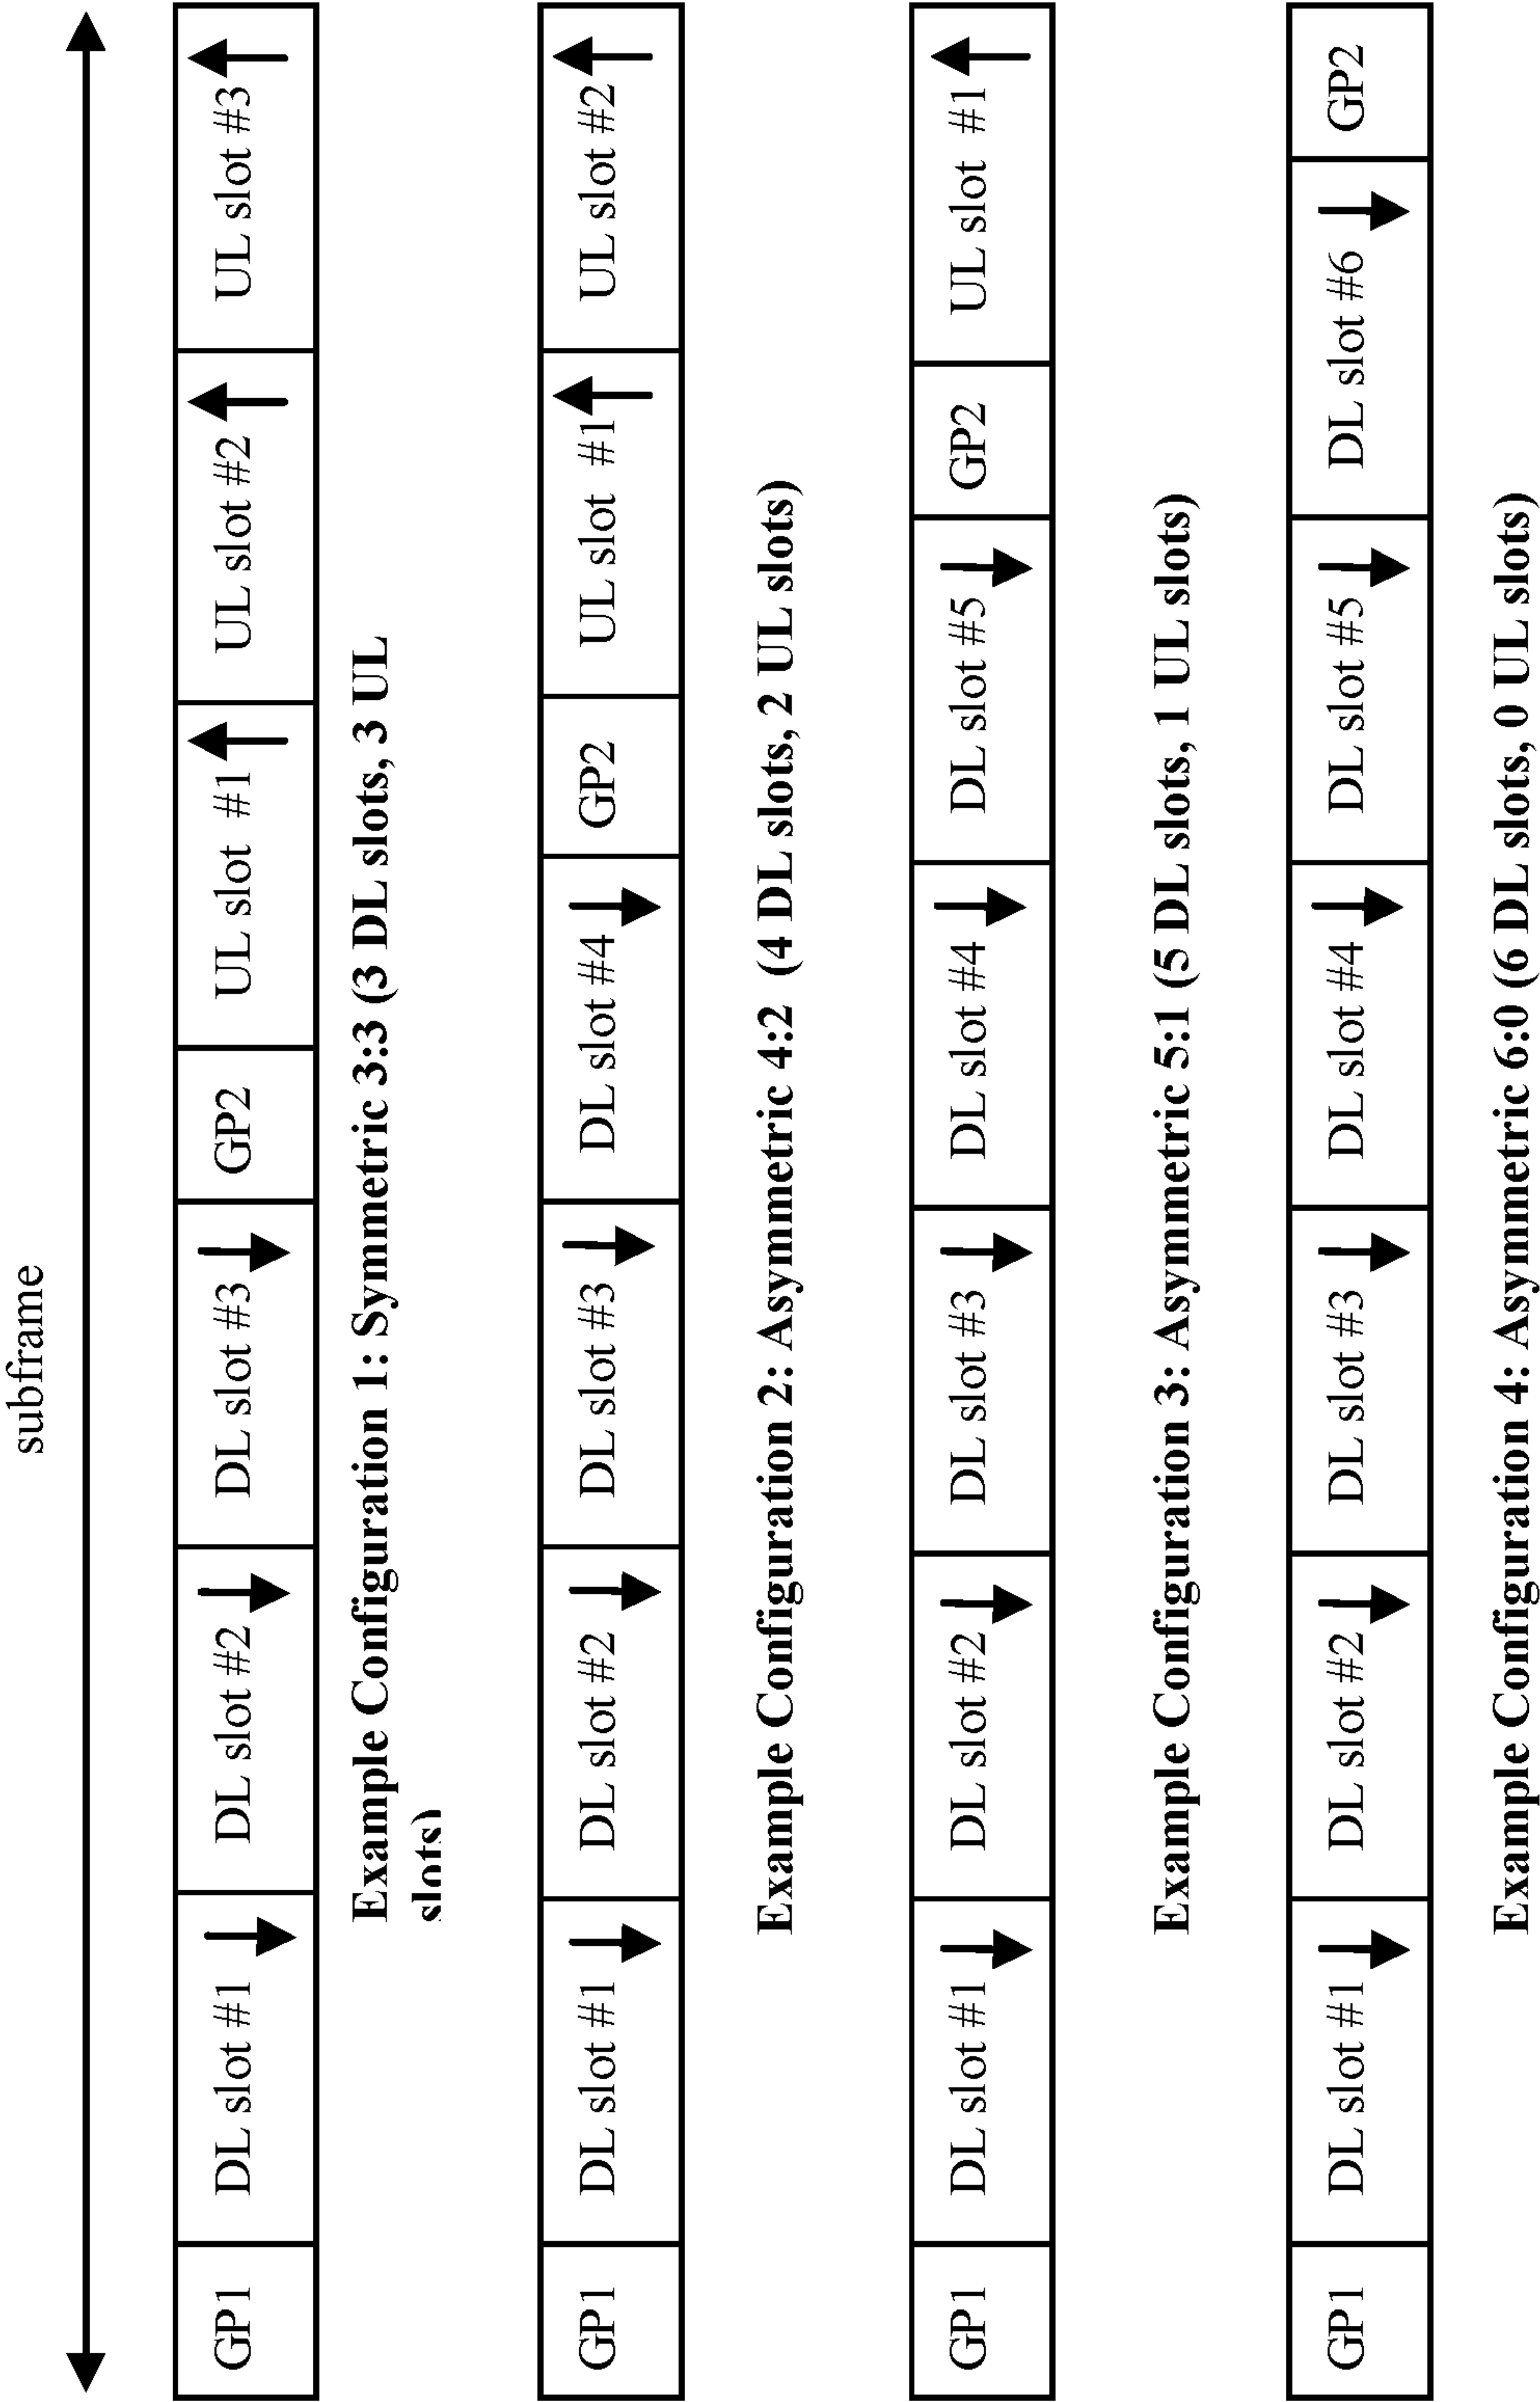 subframe
GP1 DL slot #1 DL slot #2 DL slot #3 GP2 UL slot #1 UL slot #2 UL slot #3
Example Configuration 1: Symmetric 3:3 (3 DL slots, 3 UL
slots)
GP1 DL slot #1 DL slot #2 DL slot #3 DL slot #4 GP2 UL slot #1 UL slot #2
Example Configuration 2: Asymmetric 4:2 (4 DL slots, 2 UL slots)
GP1 DL slot #1 DL slot #2 DL slot #3 DL slot #4 DL slot #5 GP2 UL slot #1
Example Configuration 3: Asymmetric 5:1 (5 DL slots, 1 UL slots)
GP1 DL slot #1 DL slot #2 DL slot #3 DL slot #4 DL slot #5 DL slot #6 GP2
Example Configuration 4: Asymmetric 6:0 (6 DL slots, 0 UL slots)